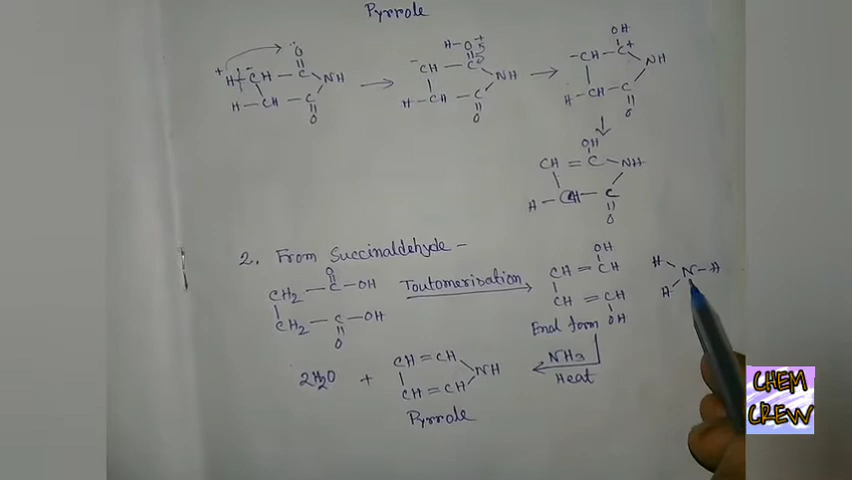 Pyrrole
+ H - CH - C NH
O
H - CH - C
O
H - O +
- CH - C NH
H - CH - C
O
OH
- CH - C + NH
H - CH - C
O
OH
CH = C - NH
H - CH - C
O
2. From Succinaldehyde -
CH2 - C - OH
O
CH2 - C - OH
O
Toutomerisation
OH
CH = CH
CH = CH
OH
Enol form
H N - H
H
NH3
Heat
2H2O + CH = CH NH
CH = CH
Pyrrole
CHEM
CREW